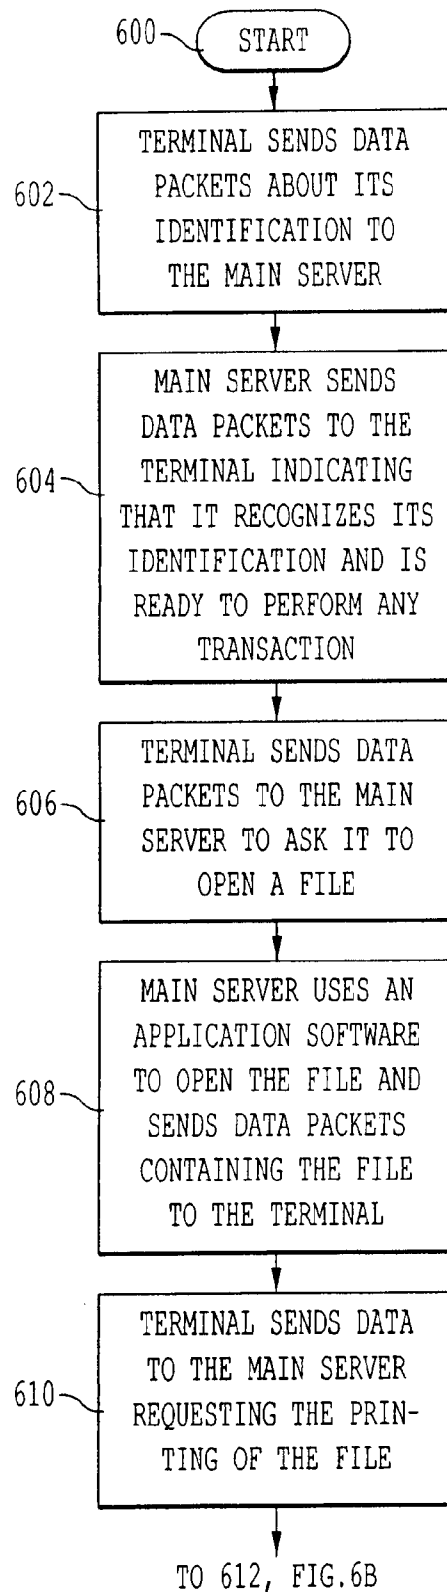 600
START
602
TERMINAL SENDS DATA
PACKETS ABOUT ITS
IDENTIFICATION TO
THE MAIN SERVER
604
MAIN SERVER SENDS
DATA PACKETS TO THE
TERMINAL INDICATING
THAT IT RECOGNIZES ITS
IDENTIFICATION AND IS
READY TO PERFORM ANY
TRANSACTION
606
TERMINAL SENDS DATA
PACKETS TO THE MAIN
SERVER TO ASK IT TO
OPEN A FILE
608
MAIN SERVER USES AN
APPLICATION SOFTWARE
TO OPEN THE FILE AND
SENDS DATA PACKETS
CONTAINING THE FILE
TO THE TERMINAL
610
TERMINAL SENDS DATA
TO THE MAIN SERVER
REQUESTING THE PRIN-
TING OF THE FILE
TO 612, FIG.6B